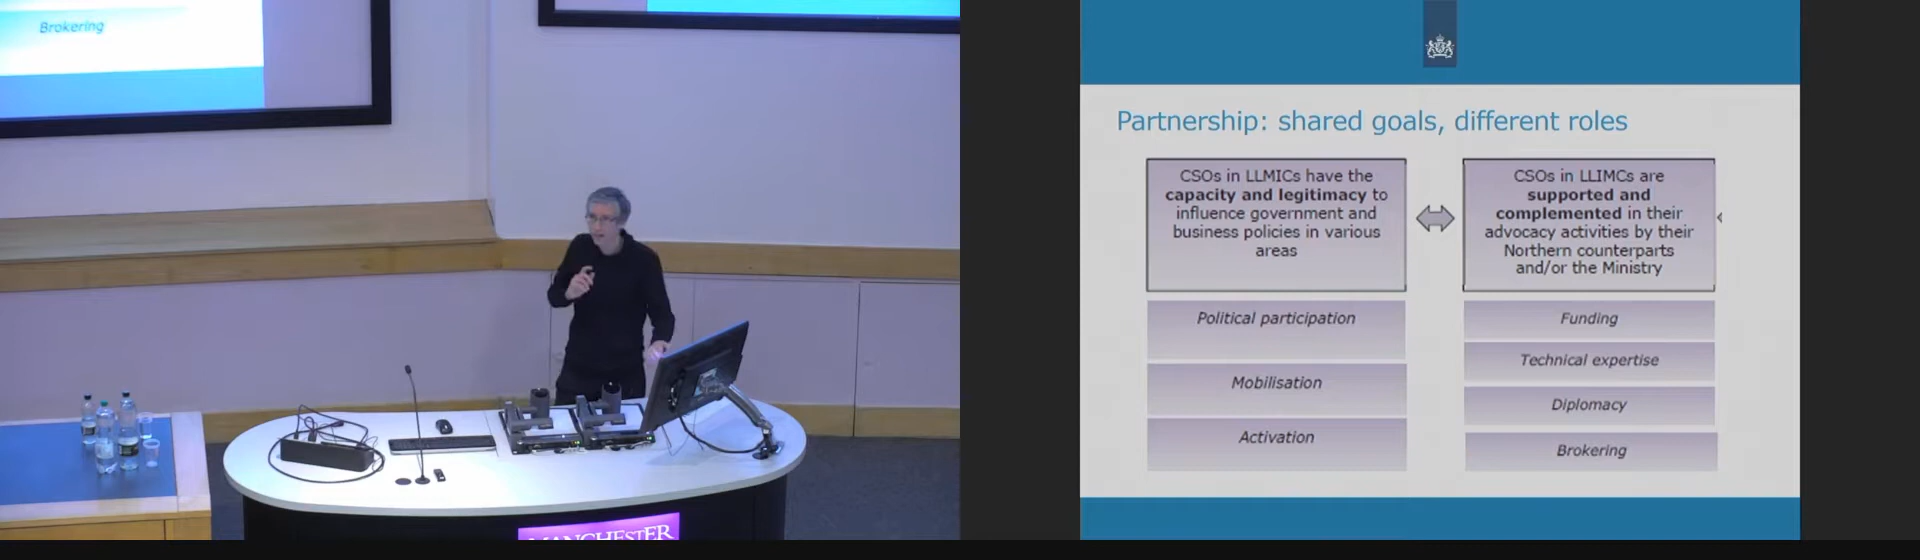 Brokering
MANCHESTER
Partnership: shared goals, different roles
CSOs in LLMICs have the
capacity and legitimacy to
influence government and
business policies in various
areas
CSOs in LLIMCs are
supported and
complemented in their
advocacy activities by their
Northern counterparts
and/or the Ministry
Political participation
Mobilisation
Activation
Funding
Technical expertise
Diplomacy
Brokering